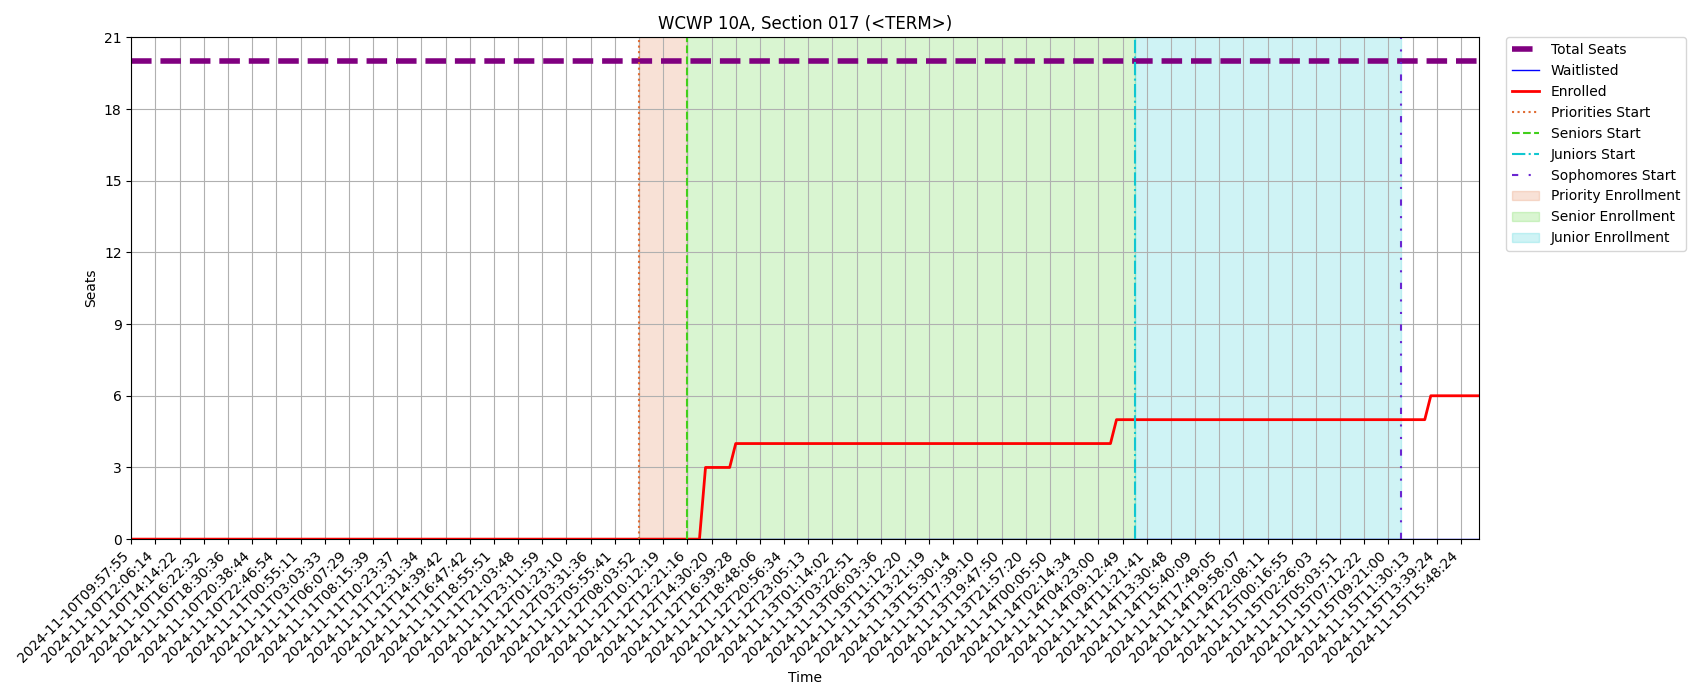 WCWP 10A, Section 017 (<TERM>)
21
18
15
12
9
6
3
0
Seats
Total Seats
Waitlisted
Enrolled
Priorities Start
Seniors Start
Juniors Start
Sophomores Start
Priority Enrollment
Senior Enrollment
Junior Enrollment
2024-11-10T09:57:55
2024-11-10T12:06:14
2024-11-10T14:14:22
2024-11-10T16:22:32
2024-11-10T18:30:36
2024-11-10T20:38:44
2024-11-10T22:46:54
2024-11-11T00:55:11
2024-11-11T03:03:33
2024-11-11T06:07:29
2024-11-11T08:15:39
2024-11-11T10:23:37
2024-11-11T12:31:34
2024-11-11T14:39:42
2024-11-11T16:47:42
2024-11-11T18:55:51
2024-11-11T21:03:48
2024-11-11T23:11:59
2024-11-12T01:23:10
2024-11-12T03:31:36
2024-11-12T05:55:41
2024-11-12T08:03:52
2024-11-12T10:12:19
2024-11-12T12:21:16
2024-11-12T14:30:20
2024-11-12T16:39:28
2024-11-12T18:48:06
2024-11-12T20:56:34
2024-11-12T23:05:13
2024-11-13T01:14:02
2024-11-13T03:22:51
2024-11-13T06:03:36
2024-11-13T11:12:20
2024-11-13T13:21:19
2024-11-13T15:30:14
2024-11-13T17:39:10
2024-11-13T19:47:50
2024-11-13T21:57:20
2024-11-14T00:05:50
2024-11-14T02:14:34
2024-11-14T04:23:00
2024-11-14T09:12:49
2024-11-14T11:21:41
2024-11-14T13:30:48
2024-11-14T15:40:09
2024-11-14T17:49:05
2024-11-14T19:58:07
2024-11-14T22:08:11
2024-11-15T00:16:55
2024-11-15T02:26:03
2024-11-15T05:03:51
2024-11-15T07:12:22
2024-11-15T09:21:00
2024-11-15T11:30:13
2024-11-15T13:39:24
2024-11-15T15:48:24
Time